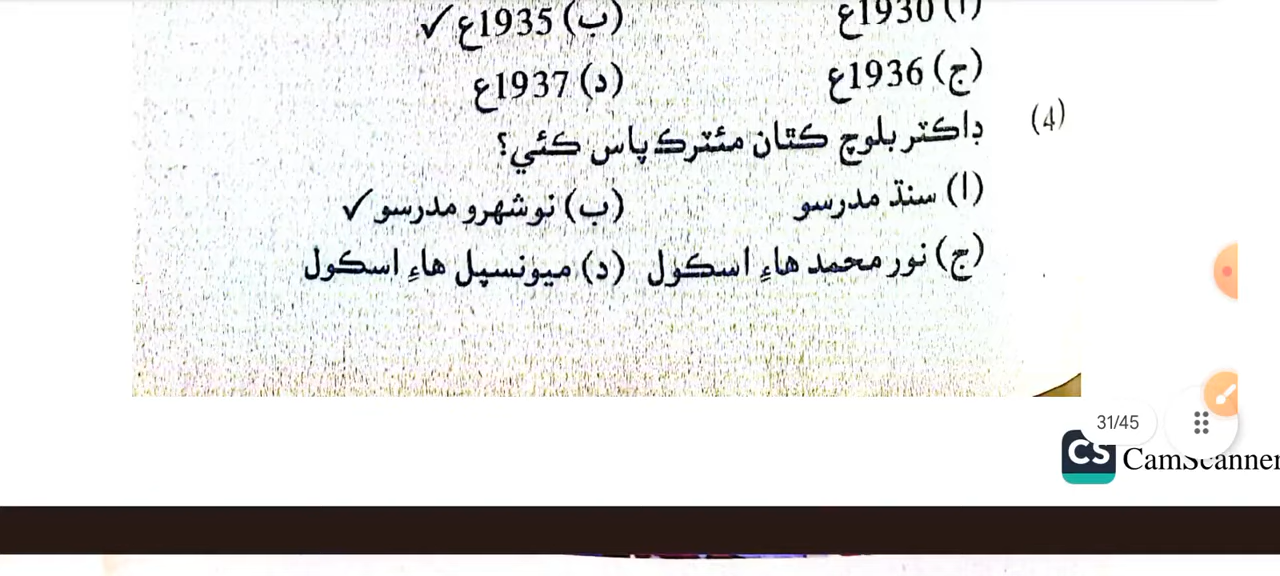 (ا) 1930ع (ب) 1935ع ✓
(ج) 1936ع (د) 1937ع
(4) ڊاڪٽر بلوچ ڪٿان مئٽرڪ پاس ڪئي؟
(ا) سنڌ مدرسو (ب) نوشهرو مدرسو ✓
(ج) نور محمد هاءِ اسڪول (د) ميونسپل هاءِ اسڪول
31/45
CS CamScanner